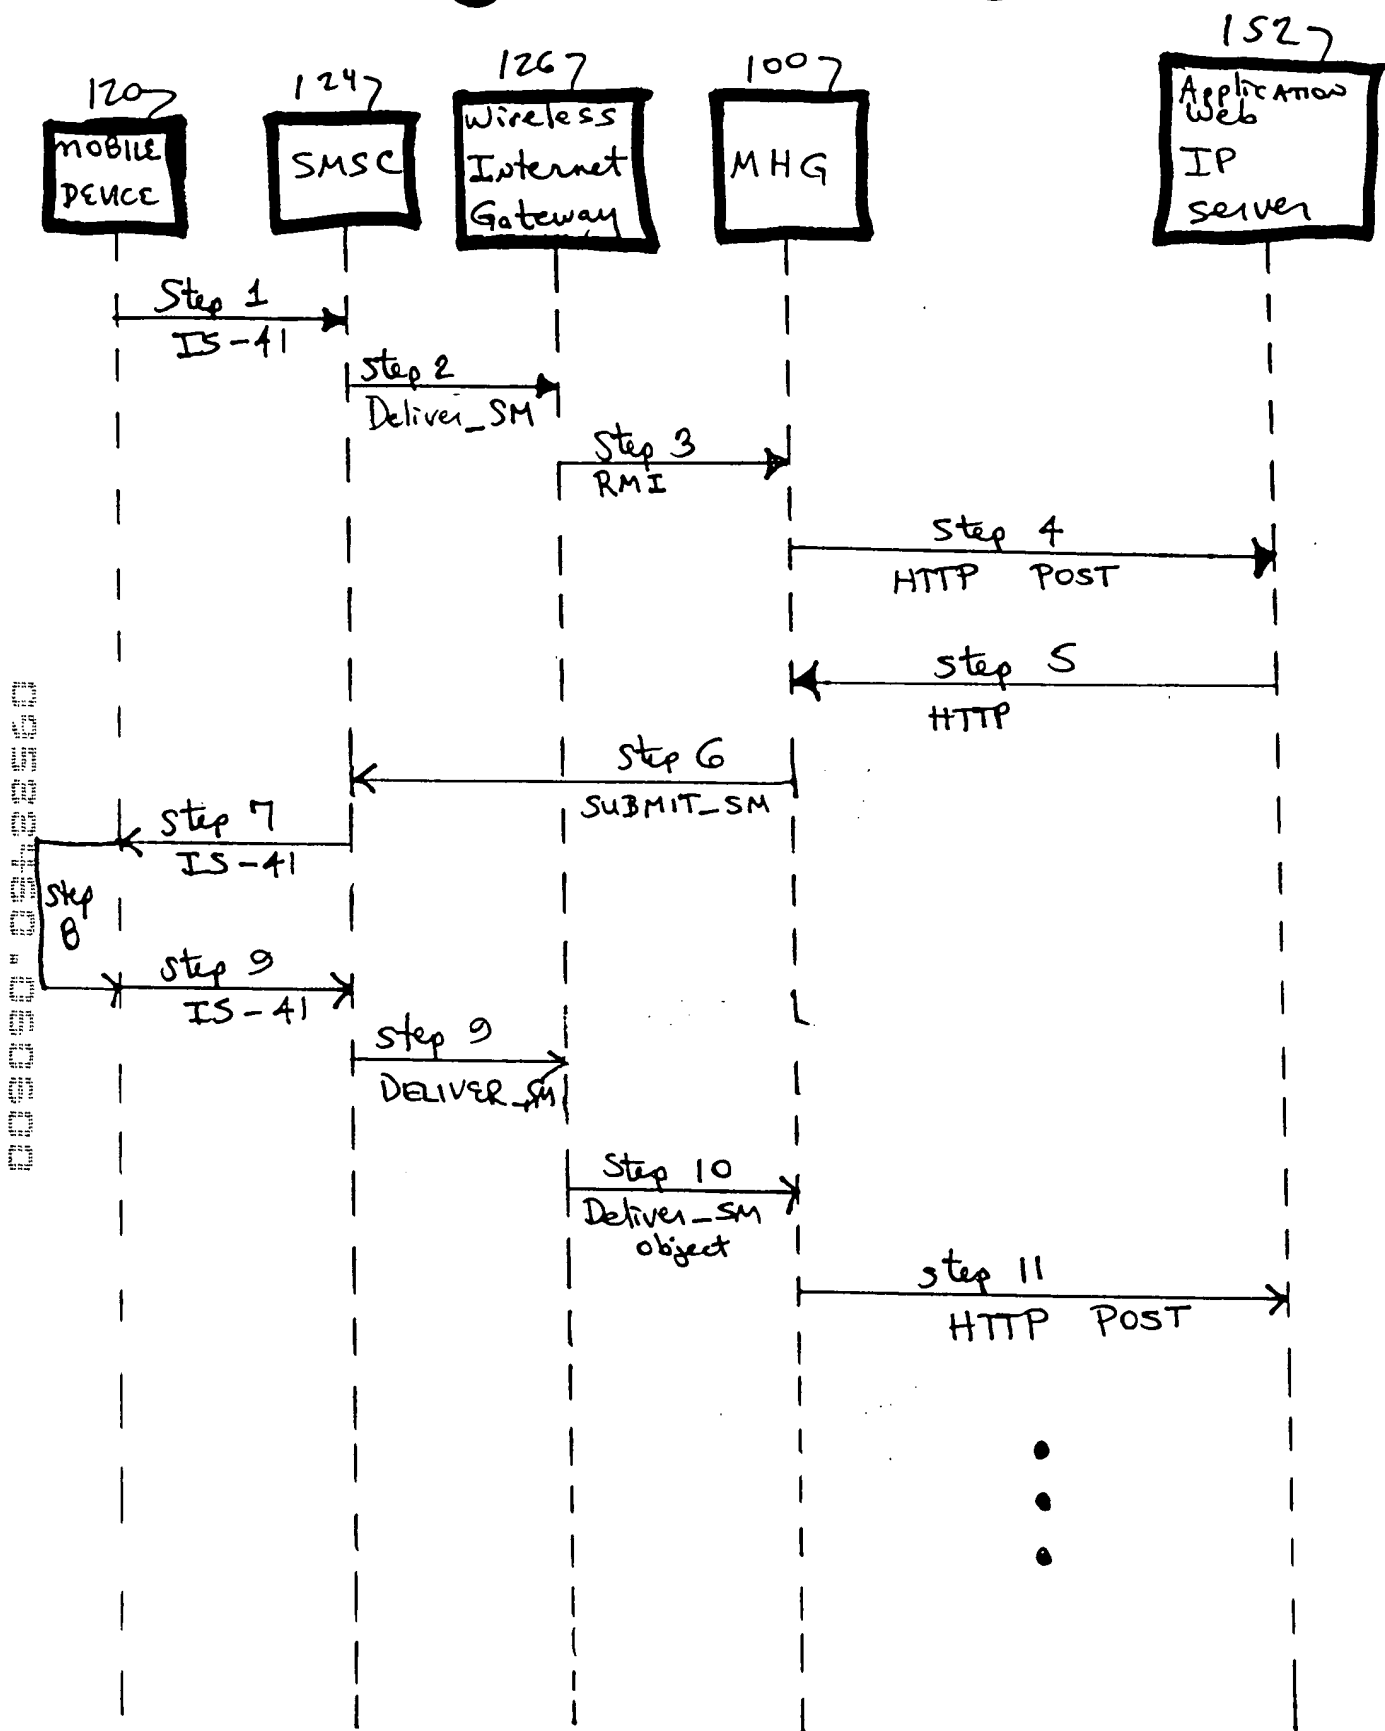 120
124
126
100
152
MOBILE
DEVICE
SMSC
Wireless
Internet
Gateway
MHG
Application
Web
IP
Server
Step 1
IS-41
Step 2
Deliver_SM
Step 3
RMI
Step 4
HTTP POST
Step 5
HTTP
Step 6
SUBMIT_SM
Step 7
IS-41
Step
8
Step 9
IS-41
Step 9
DELIVER_SM
Step 10
Deliver_SM
object
Step 11
HTTP POST